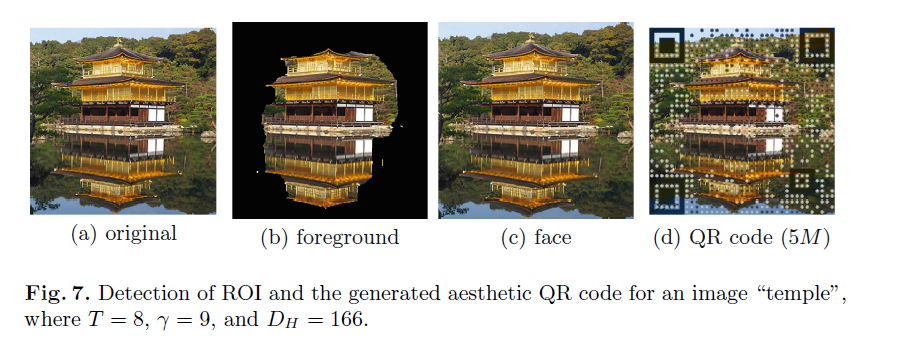 (a) original
(b) foreground
(c) face
(d) QR code (5M)
Fig. 7. Detection of ROI and the generated aesthetic QR code for an image “temple”,
where T = 8, γ = 9, and D_H = 166.